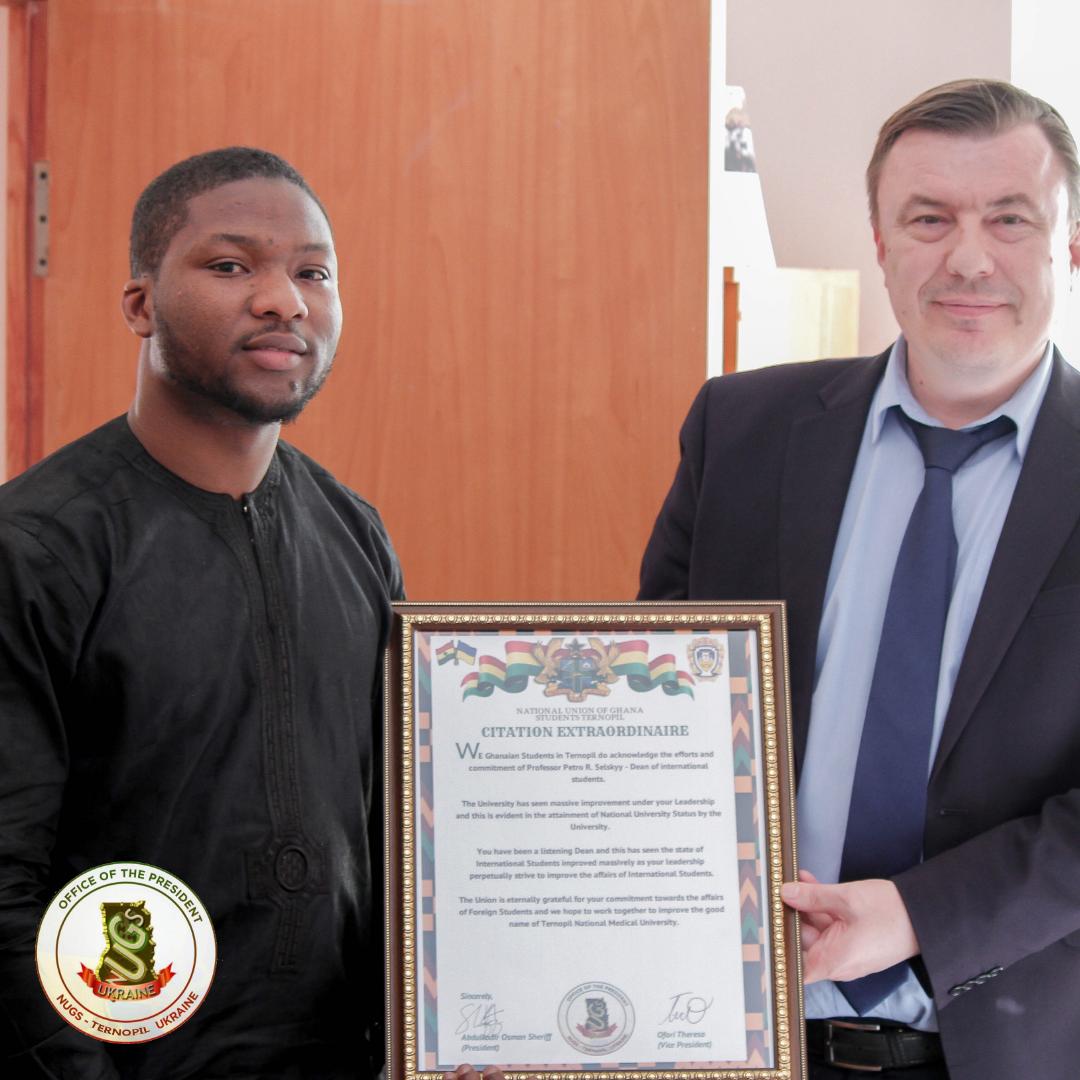 NATIONAL UNION OF GHANA
STUDENTS TERNOPIL
CITATION EXTRAORDINAIRE
WE Ghanaian Students in Ternopil do acknowledge the efforts and
commitment of Professor Petro R. Selskyy - Dean of international
students.
The University has seen massive improvement under your Leadership
and this is evident in the attainment of National University Status by the
University.
You have been a listening Dean and this has seen the state of
International Students improved massively as your leadership
perpetually strive to improve the affairs of International Students.
The Union is eternally grateful for your commitment towards the affairs
of Foreign Students and we hope to work together to improve the good
name of Ternopil National Medical University.
Sincerely,
Abdulkadir Osman Sheriff
(President)
OFFICE OF THE PRESIDENT
Ofori Theresa
(Vice President)
OFFICE OF THE PRESIDENT
UKRAINE
NUGS - TERNOPIL UKRAINE